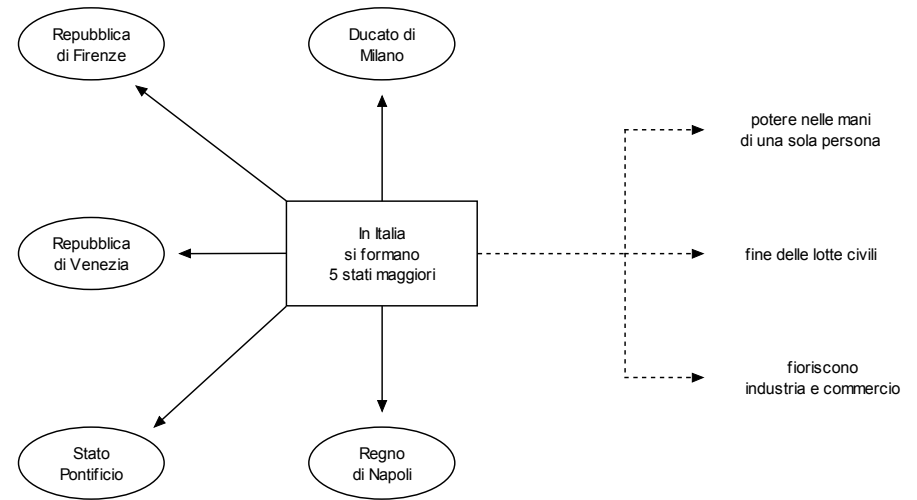 Repubblica
di Firenze
Ducato di
Milano
potere nelle mani
di una sola persona
In Italia
si formano
5 stati maggiori
Repubblica
di Venezia
fine delle lotte civili
fioriscono
industria e commercio
Stato
Pontificio
Regno
di Napoli